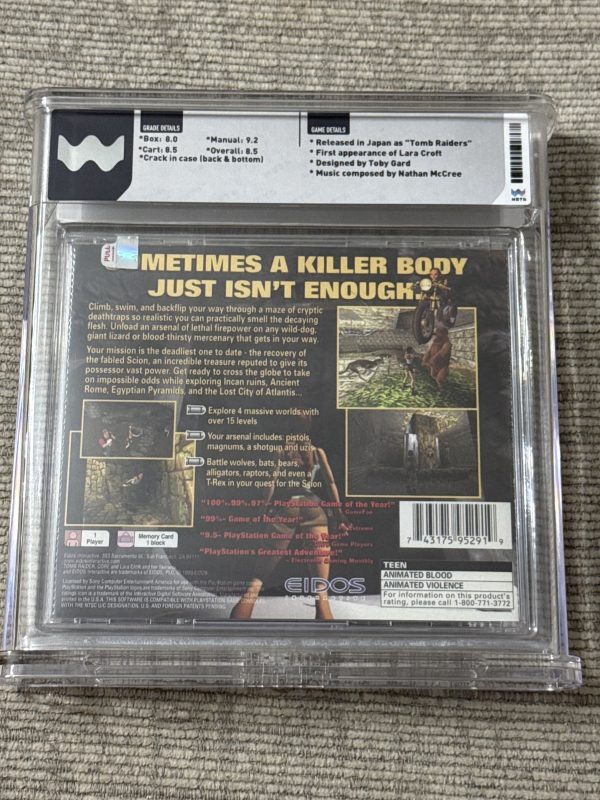 GRADE DETAILS
*Box: 8.0 *Manual: 9.2
*Cart: 8.5 *Overall: 8.5
*Crack in case (back & bottom)
GAME DETAILS
* Released in Japan as "Tomb Raiders"
* First appearance of Lara Croft
* Designed by Toby Gard
* Music composed by Nathan McCree
WATA
PULL
METIMES A KILLER BODY
JUST ISN'T ENOUGH.
Climb, swim, and backflip your way through a maze of cryptic
deathtraps so realistic you can practically smell the decaying
flesh. Unload an arsenal of lethal firepower on any wild-dog,
giant lizard or blood-thirsty mercenary that gets in your way.
Your mission is the deadliest one to date - the recovery of
the fabled Scion, an incredible treasure reputed to give its
possessor vast power. Get ready to cross the globe to take
on impossible odds while exploring Incan ruins, Ancient
Rome, Egyptian Pyramids, and the Lost City of Atlantis...
Explore 4 massive worlds with
over 15 levels
Your arsenal includes: pistols,
magnums, a shotgun and uzis
Battle wolves, bats, bears,
alligators, raptors, and even a
T-Rex in your quest for the Scion
"100%, 99%, 97%- PlayStation Game of the Year!"
- GameFan
"99%- Game of the Year!"
"9.5- PlayStation Game of the Year!"
Game Players
"PlayStation's Greatest Adventure!"
- Electronic Gaming Monthly
1
Player
Memory Card
1 block
EIDOS
INTERACTIVE
7 43175 95291 9
TEEN
ANIMATED BLOOD
ANIMATED VIOLENCE
For information on this product's
rating, please call 1-800-771-3772